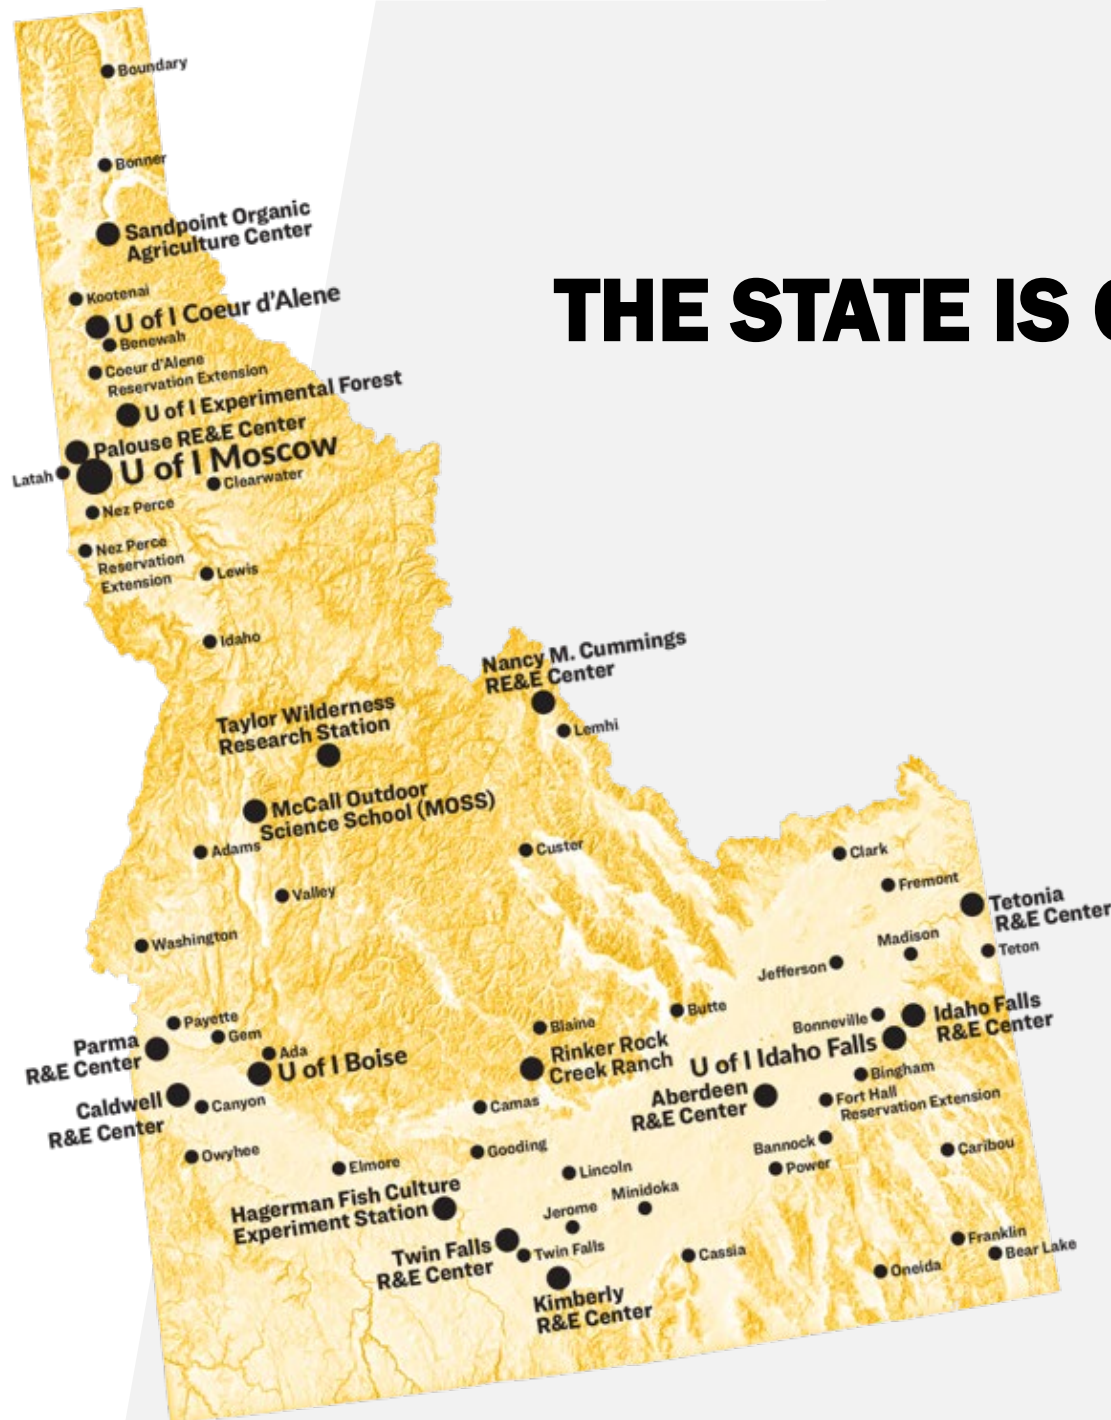 Boundary
Bonner
Sandpoint Organic
Agriculture Center
THE STATE IS
Kootenai
U of I Coeur d'Alene
Benewah
Coeur d'Alene
Reservation Extension
U of I Experimental Forest
Palouse RE&E Center
U of I Moscow
Latah
Clearwater
Nez Perce
Nez Perce
Reservation
Extension
Lewis
Idaho
Nancy M. Cummings
RE&E Center
Lemhi
Taylor Wilderness
Research Station
McCall Outdoor
Science School (MOSS)
Adams
Custer
Clark
Valley
Fremont
Tetonia
R&E Center
Washington
Madison
Teton
Jefferson
Butte
Payette
Gem
Parma
R&E Center
Ada
U of I Boise
Blaine
Rinker Rock
Creek Ranch
Bonneville
Idaho Falls
R&E Center
U of I Idaho Falls
Bingham
Aberdeen
R&E Center
Fort Hall
Reservation Extension
Caldwell
R&E Center
Canyon
Camas
Owyhee
Elmore
Gooding
Bannock
Caribou
Power
Lincoln
Hagerman Fish Culture
Experiment Station
Minidoka
Jerome
Twin Falls
R&E Center
Twin Falls
Cassia
Franklin
Bear Lake
Oneida
Kimberly
R&E Center